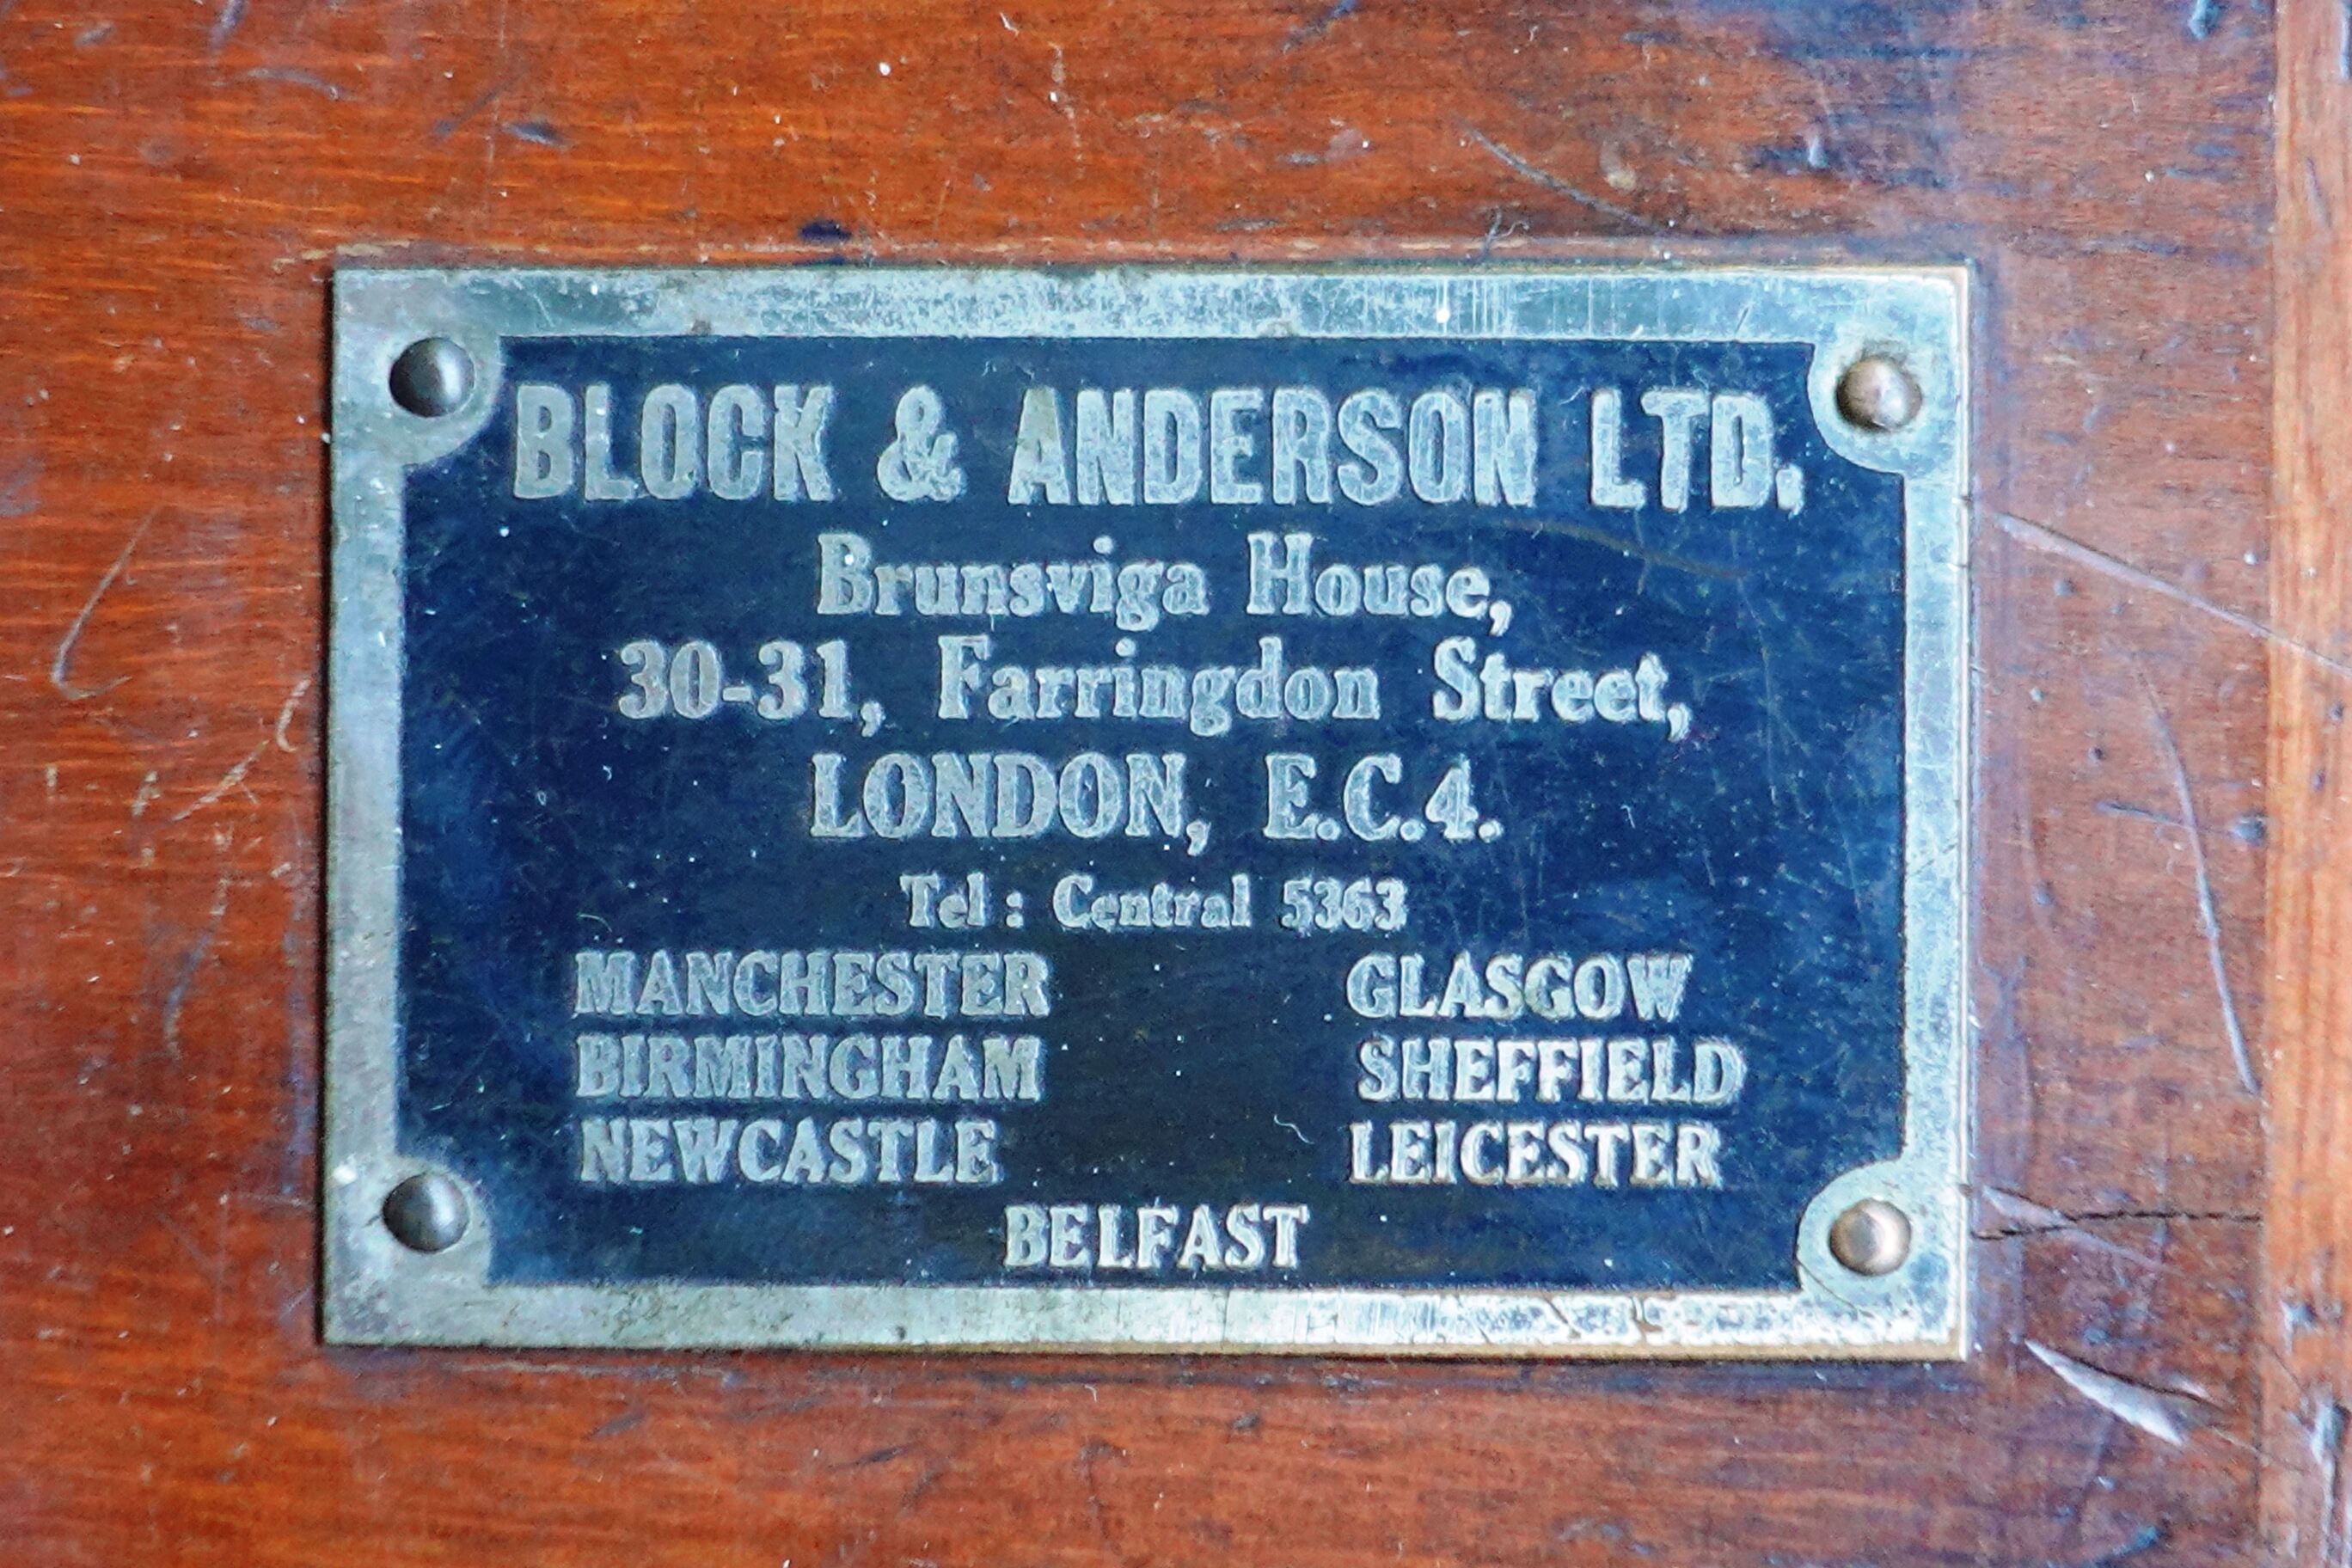 BLOCK & ANDERSON LTD.,
Brunsviga House,
30-31, Farringdon Street,
LONDON, E.C.4.
Tel : Central 5363
MANCHESTER GLASGOW
BIRMINGHAM SHEFFIELD
NEWCASTLE LEICESTER
BELFAST